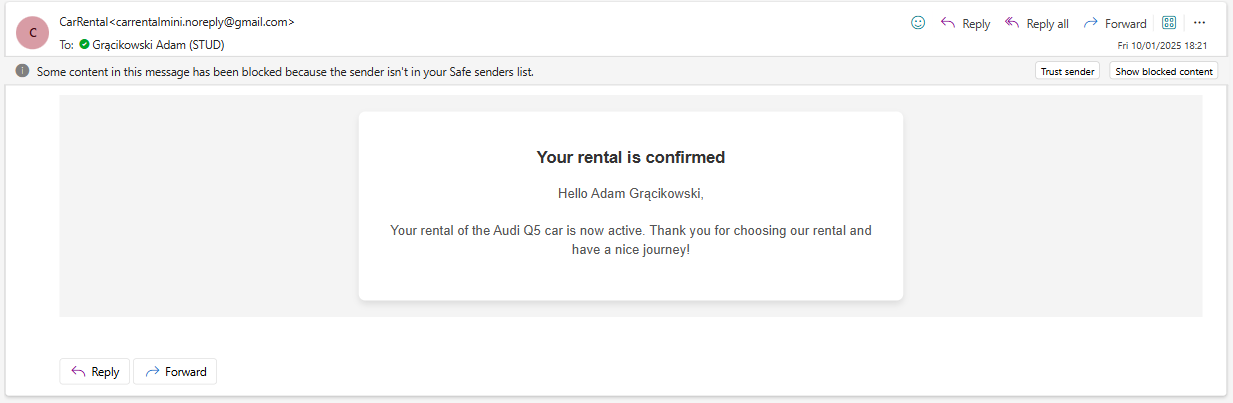 C
CarRental<carrentalmini.noreply@gmail.com>
Reply
Reply all
Forward
To: Grącikowski Adam (STUD)
Fri 10/01/2025 18:21
Some content in this message has been blocked because the sender isn't in your Safe senders list.
Trust sender
Show blocked content
Your rental is confirmed
Hello Adam Grącikowski,
Your rental of the Audi Q5 car is now active. Thank you for choosing our rental and
have a nice journey!
Reply
Forward